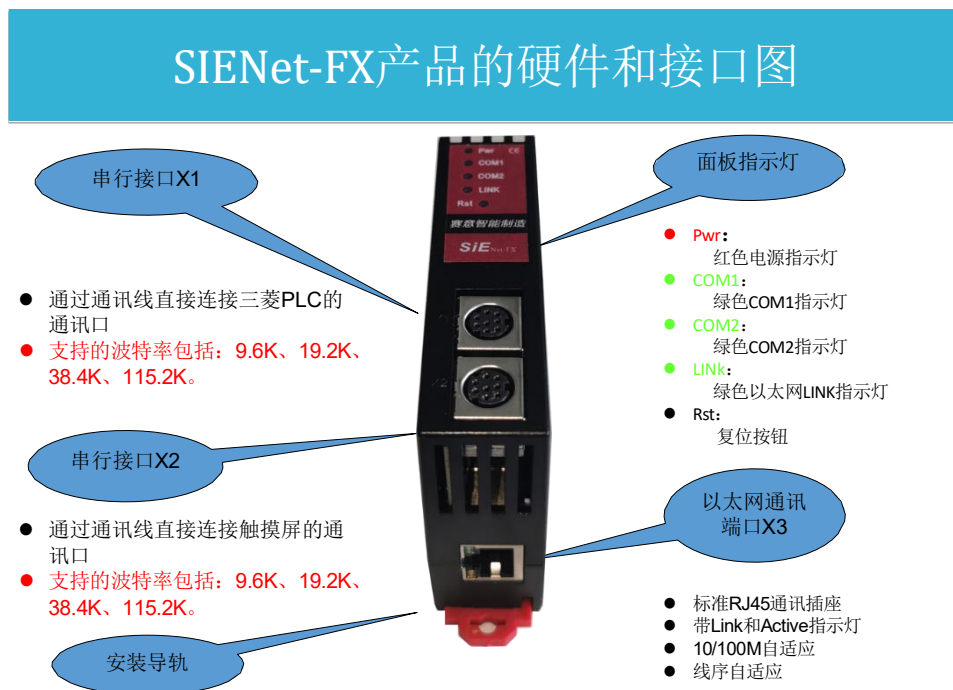 SIENet-FX产品的硬件和接口图
串行接口X1
通过通讯线直接连接三菱PLC的
通讯口
支持的波特率包括：9.6K、19.2K、
38.4K、115.2K。
串行接口X2
通过通讯线直接连接触摸屏的通
讯口
支持的波特率包括：9.6K、19.2K、
38.4K、115.2K。
安装导轨
Pwr CE
COM1
COM2
LINK
Rst
赛意智能制造
SiE Net-FX
X2
面板指示灯
Pwr：
红色电源指示灯
COM1：
绿色COM1指示灯
COM2：
绿色COM2指示灯
LINk：
绿色以太网LINK指示灯
Rst：
复位按钮
以太网通讯
端口X3
标准RJ45通讯插座
带Link和Active指示灯
10/100M自适应
线序自适应